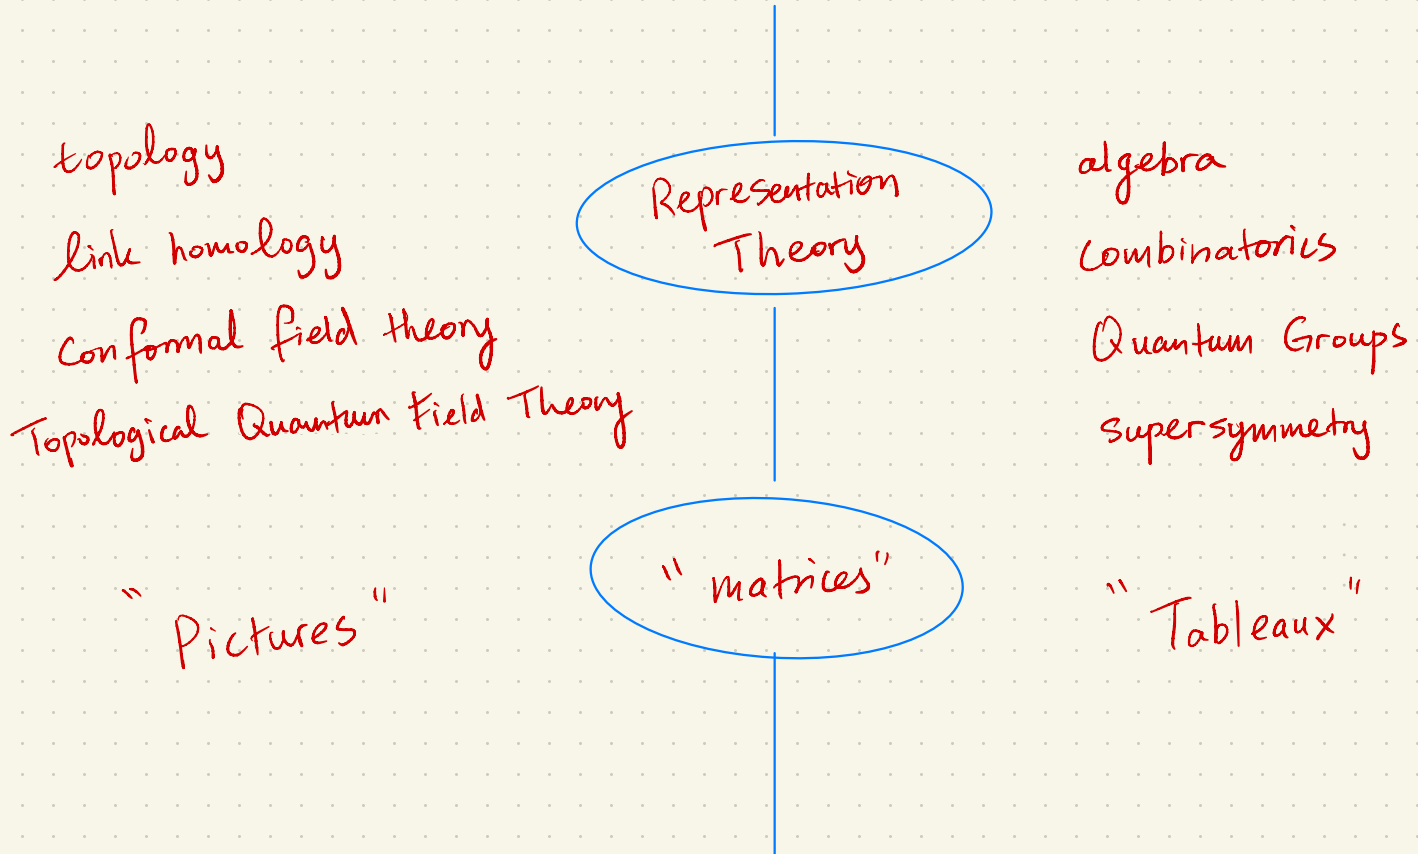 topology
link homology
Conformal field theory
Topological Quantum Field Theory
"Pictures"
Representation
Theory
"matrices"
algebra
Combinatorics
Quantum Groups
Supersymmetry
"Tableaux"